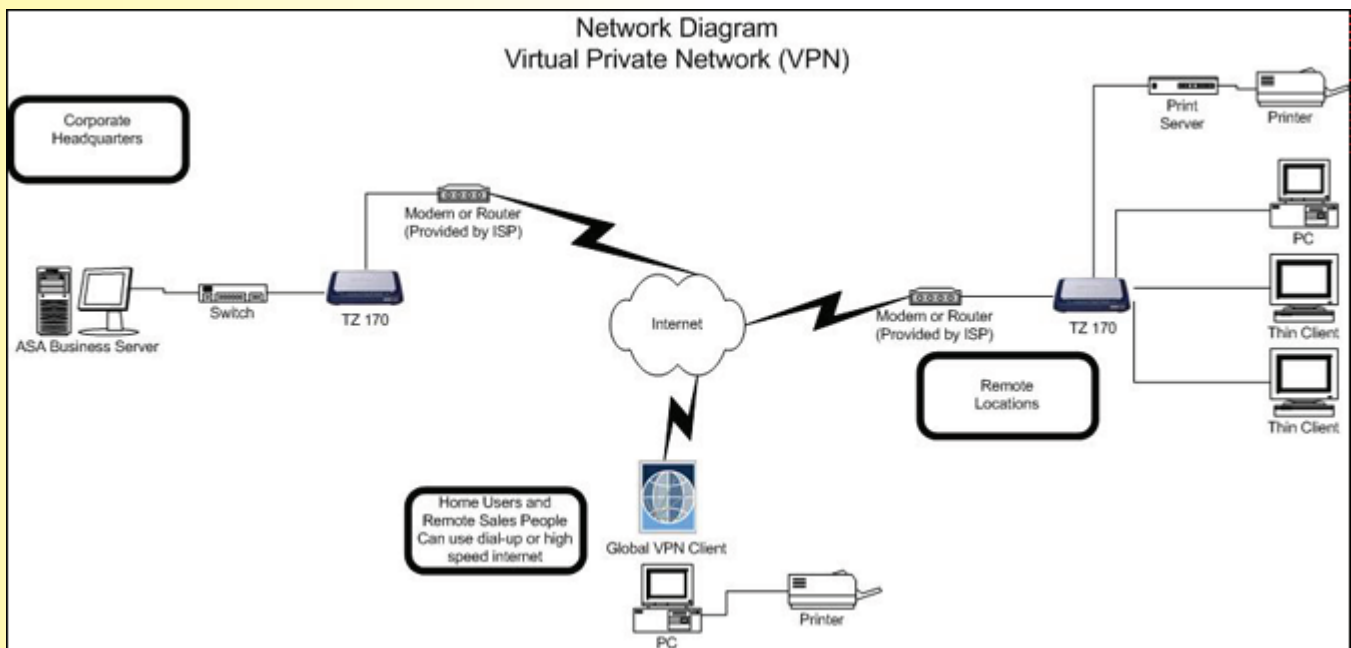 Network Diagram
Virtual Private Network (VPN)
Corporate
Headquarters
Print
Server
Printer
Modem or Router
(Provided by ISP)
PC
ASA Business Server
Switch
TZ 170
Internet
Modem or Router
(Provided by ISP)
TZ 170
Thin Client
Remote
Locations
Thin Client
Home Users and
Remote Sales People
Can use dial-up or high
speed internet
Global VPN Client
PC
Printer